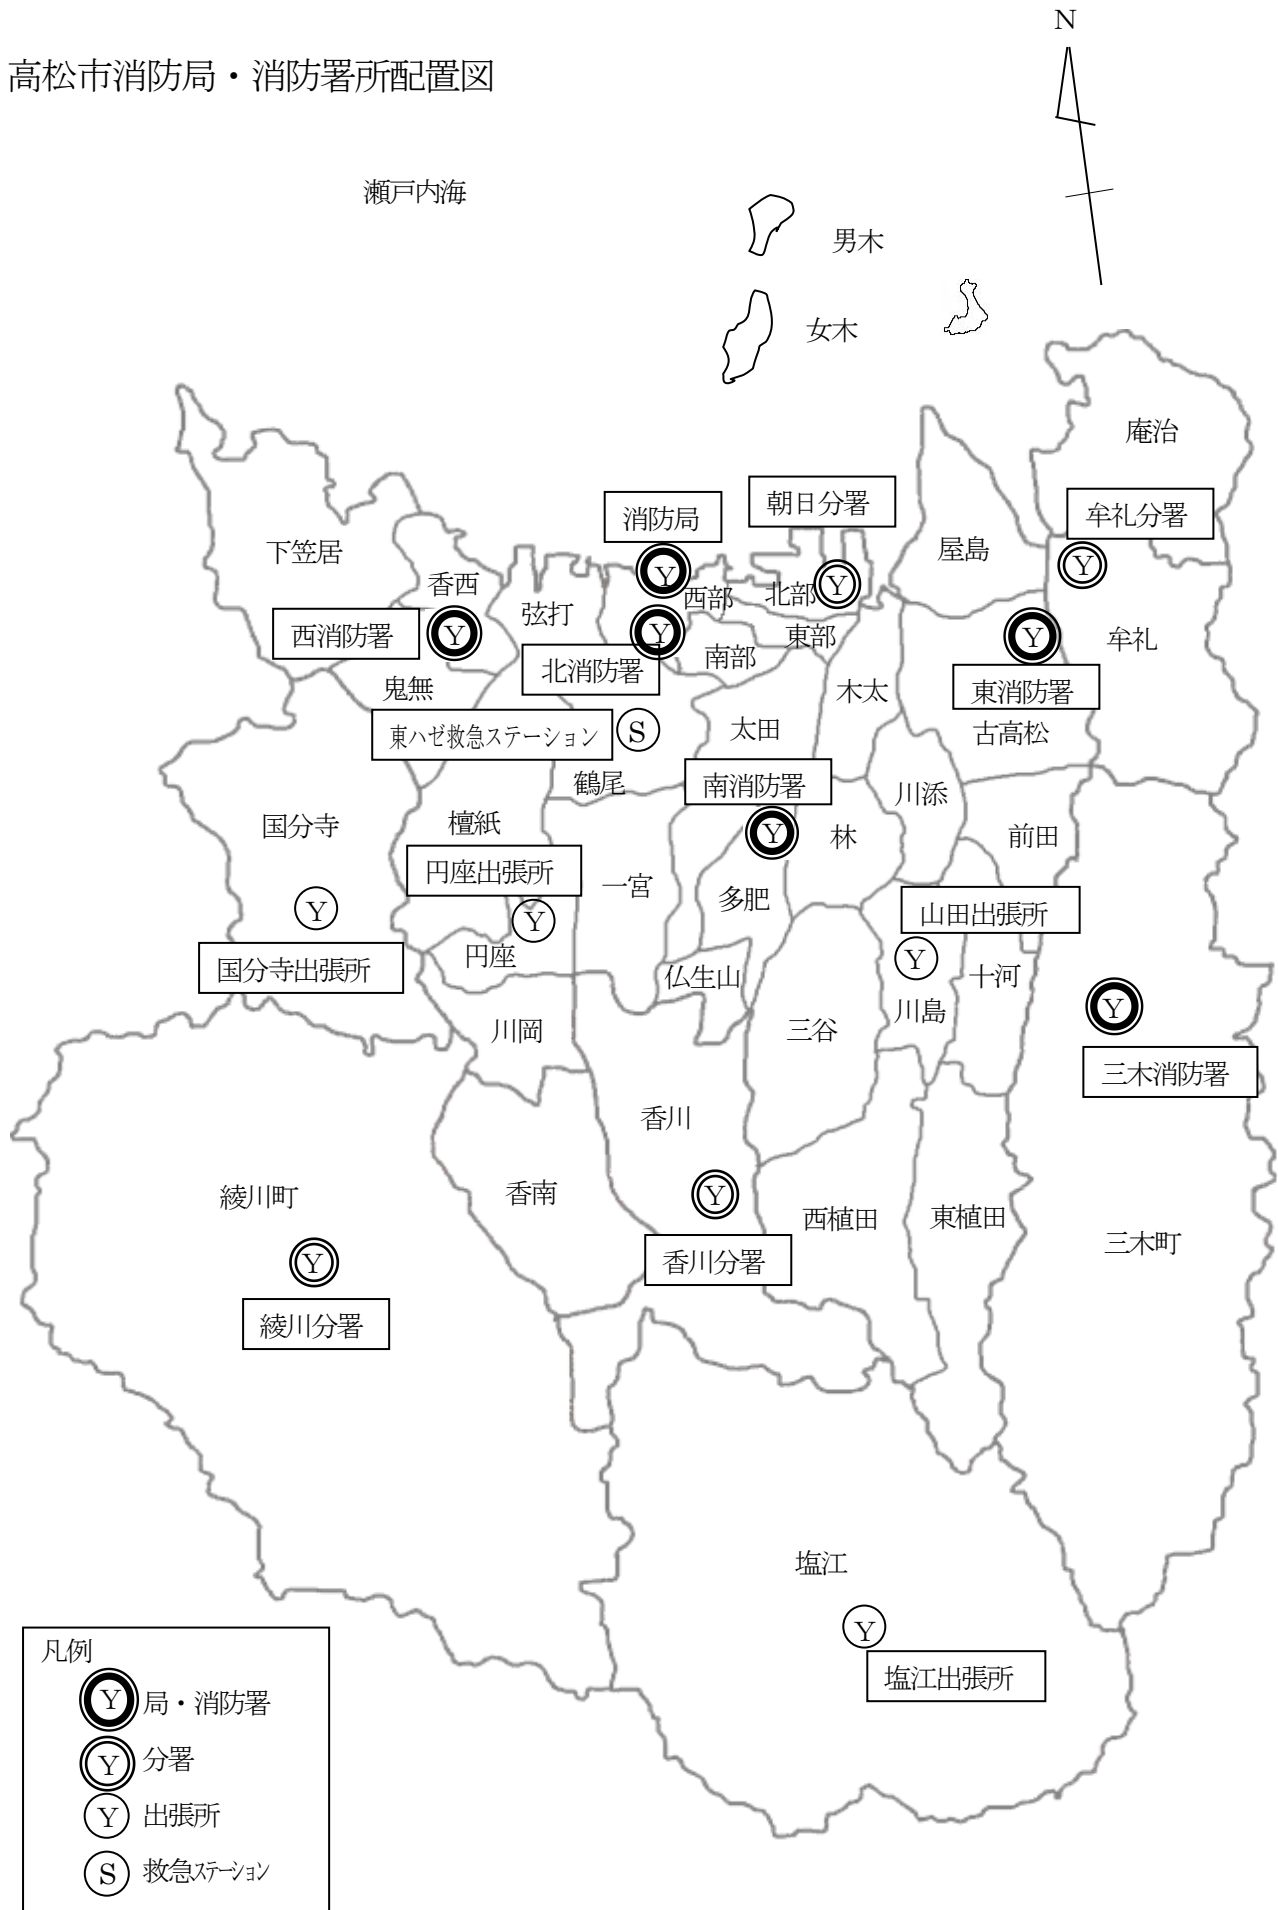 N
高松市消防局・消防署所配置図
瀬戸内海
男木
女木
庵治
朝日分署
消防局
牟礼分署
下笠居
屋島
香西
Y
Y
Y
西部
北部
弦打
西消防署
Y
Y
東部
Y
牟礼
北消防署
南部
鬼無
木太
東消防署
東ハゼ救急ステーション
S
太田
古高松
鶴尾
南消防署
川添
国分寺
檀紙
Y
林
前田
円座出張所
一宮
多肥
Y
Y
山田出張所
円座
国分寺出張所
仏生山
Y
十河
川岡
三谷
川島
Y
三木消防署
香川
綾川町
香南
Y
西植田
東植田
三木町
Y
香川分署
綾川分署
塩江
Y
塩江出張所
凡例
Y 局・消防署
Y 分署
Y 出張所
S 救急ステーション